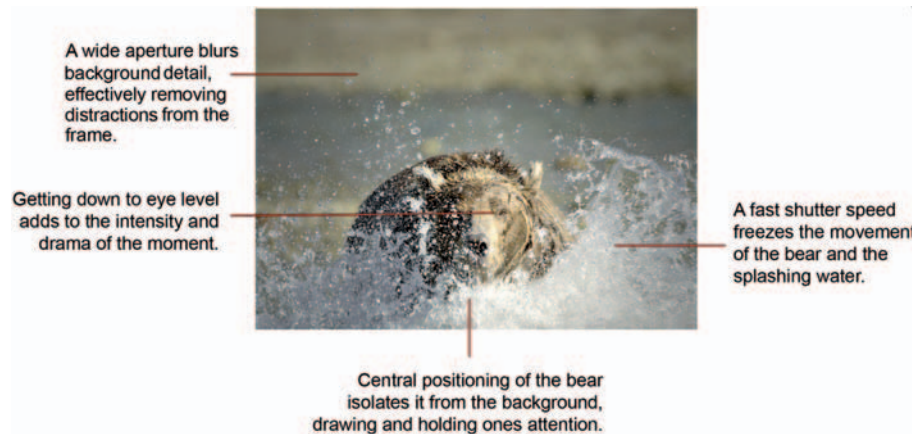 A wide aperture blurs
background detail,
effectively removing
distractions from the
frame.
Getting down to eye level
adds to the intensity and
drama of the moment.
A fast shutter speed
freezes the movement
of the bear and the
splashing water.
Central positioning of the bear
isolates it from the background,
drawing and holding ones attention.